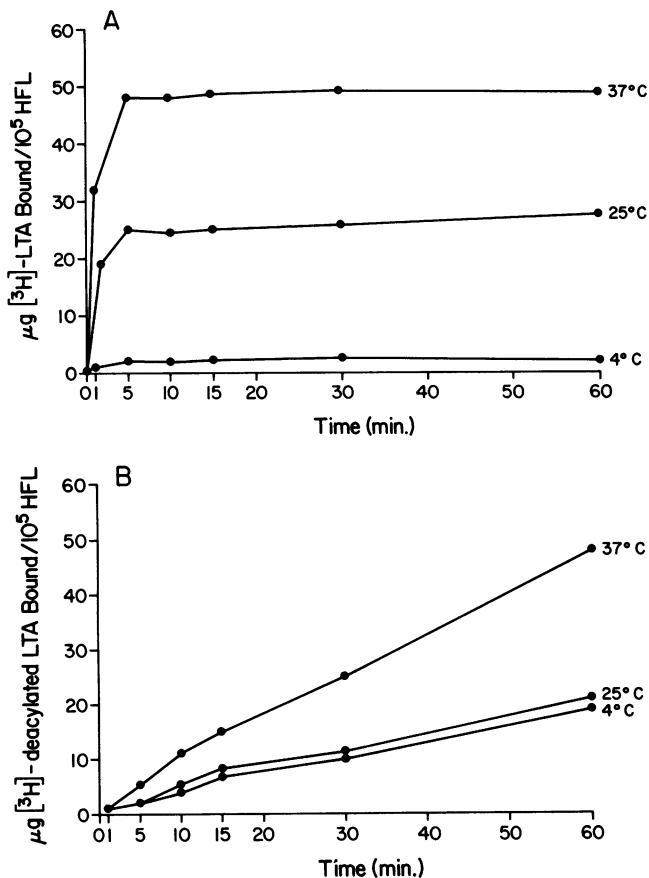 A
μg [³H]-LTA Bound/10⁵ HFL
60
50
40
30
20
10
0
37°C
25°C
4°C
0 1 5 10 15 20 30 40 50 60
Time (min.)
B
μg [³H]-deacylated LTA Bound/10⁵ HFL
60
50
40
30
20
10
0
37°C
25°C
4°C
0 1 5 10 15 20 30 40 50 60
Time (min.)